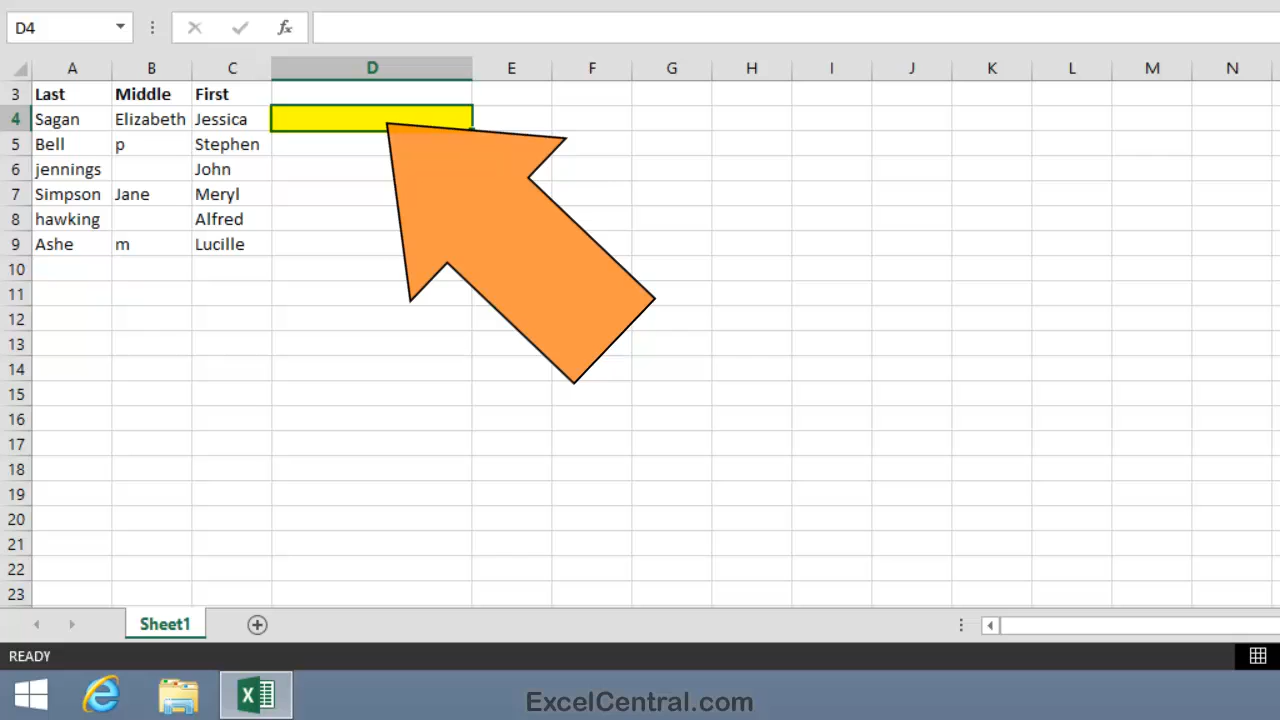 D4 fx
A B C D E F G H I J K L M N
3 Last Middle First
4 Sagan Elizabeth Jessica
5 Bell p Stephen
6 jennings John
7 Simpson Jane Meryl
8 hawking Alfred
9 Ashe m Lucille
10
11
12
13
14
15
16
17
18
19
20
21
22
23
Sheet1
READY
ExcelCentral.com